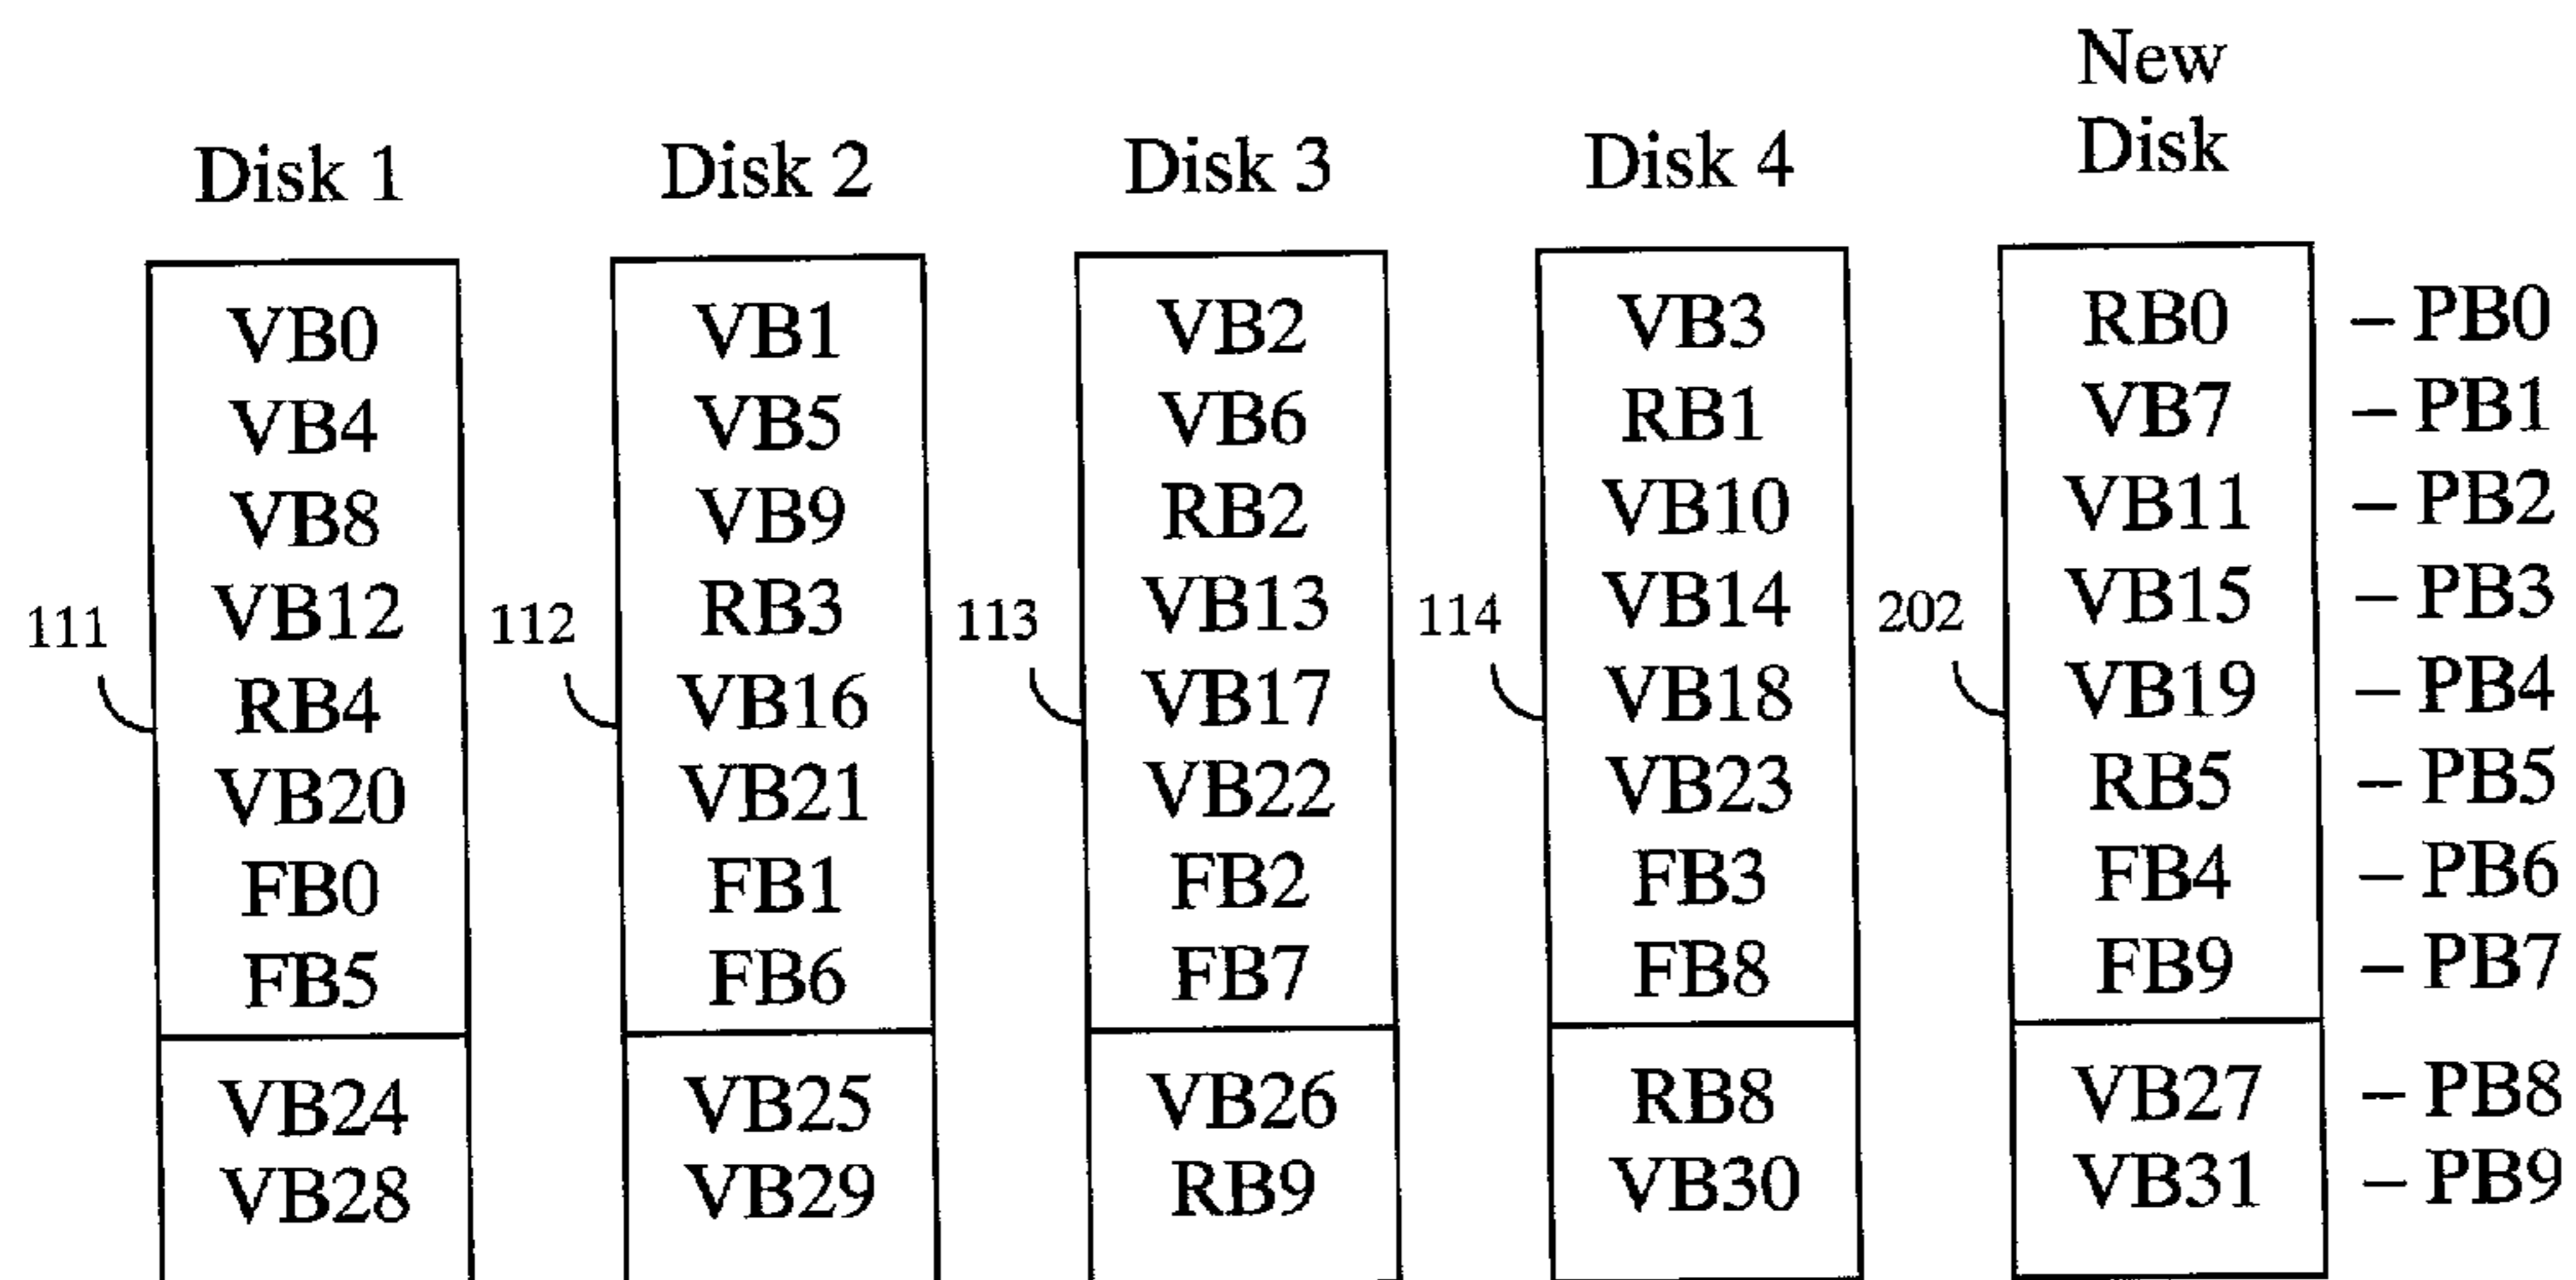 New
Disk 1 Disk 2 Disk 3 Disk 4 Disk
VB0 VB1 VB2 VB3 RB0 – PB0
VB4 VB5 VB6 RB1 VB7 – PB1
VB8 VB9 RB2 VB10 VB11 – PB2
111 VB12 112 RB3 113 VB13 114 VB14 202 VB15 – PB3
RB4 VB16 VB17 VB18 VB19 – PB4
VB20 VB21 VB22 VB23 RB5 – PB5
FB0 FB1 FB2 FB3 FB4 – PB6
FB5 FB6 FB7 FB8 FB9 – PB7
VB24 VB25 VB26 RB8 VB27 – PB8
VB28 VB29 RB9 VB30 VB31 – PB9